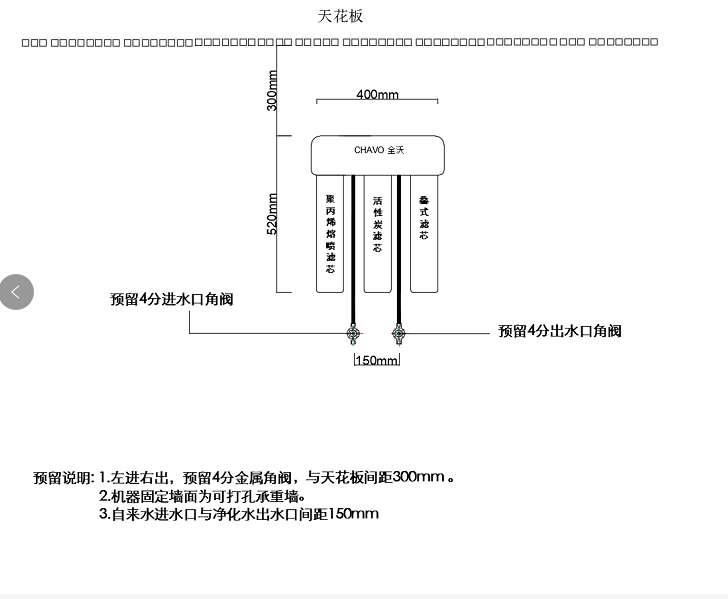 天花板
300mm
400mm
CHAVO 全沃
520mm
聚丙烯熔喷滤芯
活性炭滤芯
叠式滤芯
预留4分进水口角阀
预留4分出水口角阀
150mm
预留说明: 1.左进右出，预留4分金属角阀，与天花板间距300mm。
2.机器固定墙面为可打孔承重墙。
3.自来水进水口与净化水出水口间距150mm